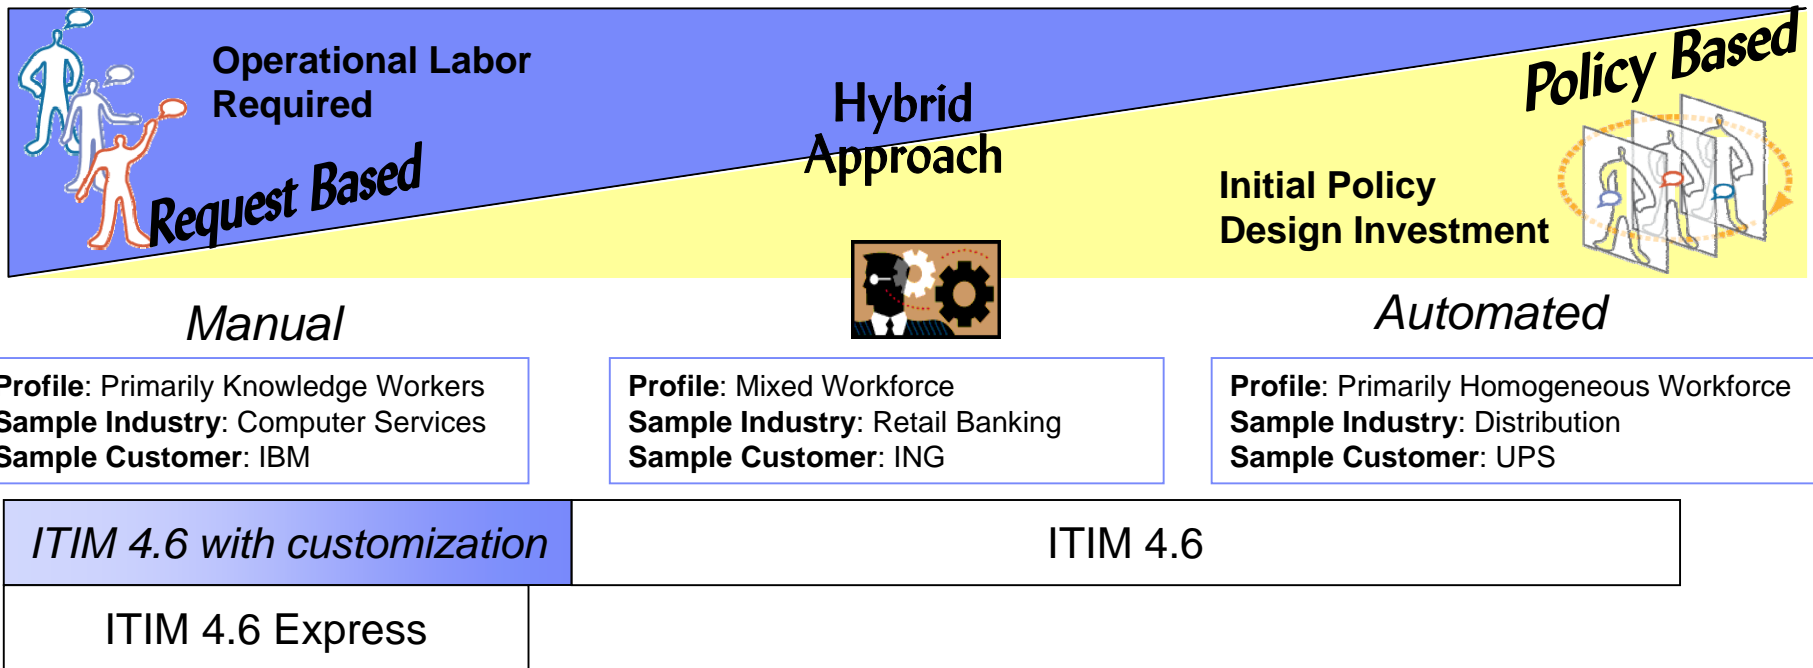 Operational Labor
Required
Request Based
Hybrid
Approach
Policy Based
Initial Policy
Design Investment
Manual
Automated
Profile: Primarily Knowledge Workers
Sample Industry: Computer Services
Sample Customer: IBM
Profile: Mixed Workforce
Sample Industry: Retail Banking
Sample Customer: ING
Profile: Primarily Homogeneous Workforce
Sample Industry: Distribution
Sample Customer: UPS
ITIM 4.6 with customization
ITIM 4.6
ITIM 4.6 Express